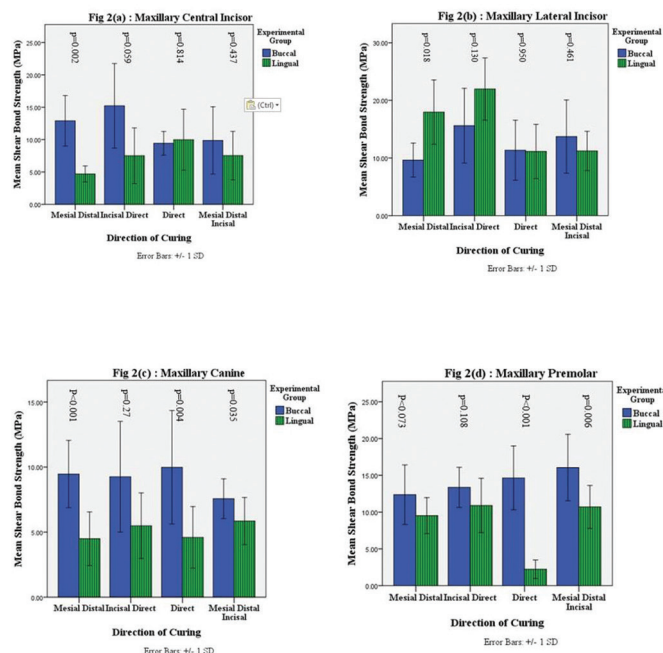 Fig 2(a) : Maxillary Central Incisor
Mean Shear Bond Strength (MPa)
25.00
20.00
15.00
10.00
5.00
0.00
p=0.002
p=0.059
p=0.814
p=0.437
Experimental
Group
Buccal
Lingual
(Ctrl)
Mesial Distal
Incisal Direct
Direct
Mesial Distal
Incisal
Direction of Curing
Error Bars: +/- 1 SD
Fig 2(b) : Maxillary Lateral Incisor
Mean Shear Bond Strength (MPa)
30.00
20.00
10.00
.00
p=0.018
p=0.130
p=0.950
p=0.461
Experimental
Group
Buccal
Lingual
Mesial Distal
Incisal Direct
Direct
Mesial Distal
Incisal
Direction of Curing
Error Bars: +/- 1 SD
Fig 2(c) : Maxillary Canine
Mean Shear Bond Strength (MPa)
15.00
10.00
5.00
0.00
P<0.001
p=0.27
p=0.004
p=0.035
Experimental
Group
Buccal
Lingual
Mesial Distal
Incisal Direct
Direct
Mesial Distal
Incisal
Direction of Curing
Error Bars: +/- 1 SD
Fig 2(d) : Maxillary Premolar
Mean Shear Bond Strength (MPa)
25.00
20.00
15.00
10.00
5.00
0.00
P<0.073
p=0.108
P<0.001
p=0.006
Experimental
Group
Buccal
Lingual
Mesial Distal
Incisal Direct
Direct
Mesial Distal
Incisal
Direction of Curing
Error Bars: +/- 1 SD